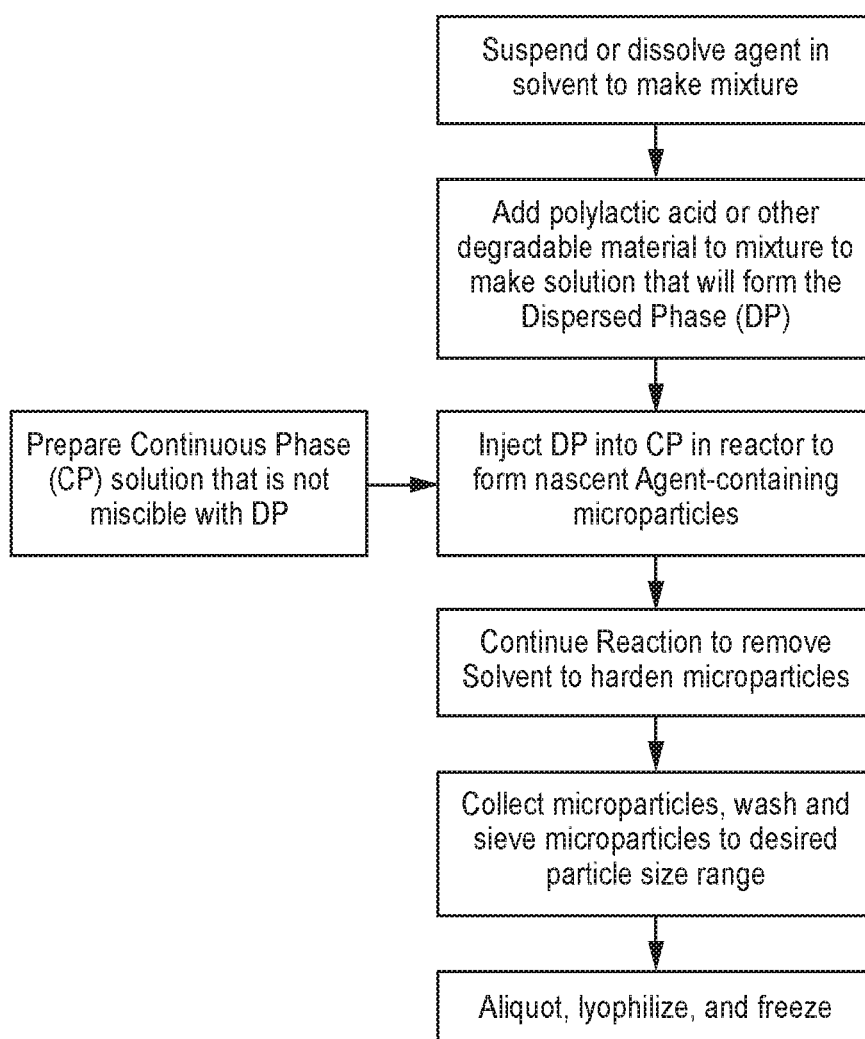 Suspend or dissolve agent in
solvent to make mixture
Add polylactic acid or other
degradable material to mixture to
make solution that will form the
Dispersed Phase (DP)
Prepare Continuous Phase
(CP) solution that is not
miscible with DP
Inject DP into CP in reactor to
form nascent Agent-containing
microparticles
Continue Reaction to remove
Solvent to harden microparticles
Collect microparticles, wash and
sieve microparticles to desired
particle size range
Aliquot, lyophilize, and freeze